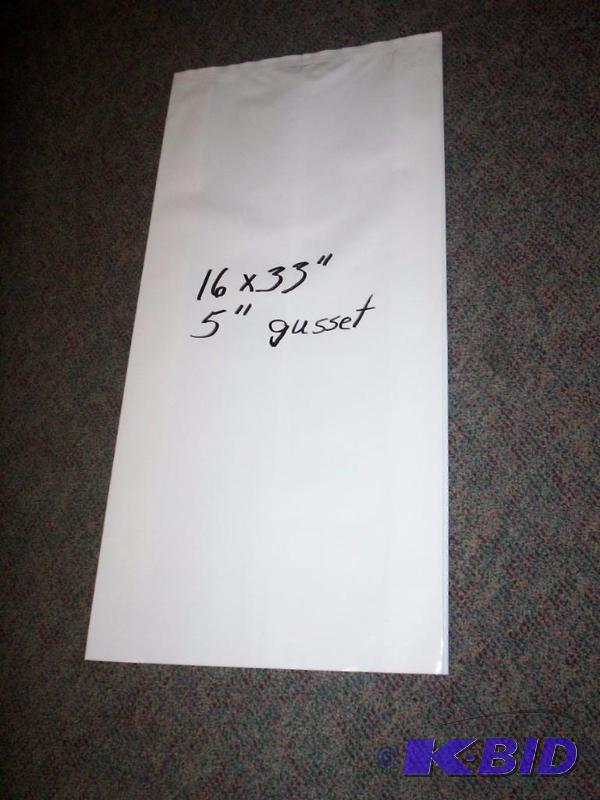 16 x 33"
5" gusset
© K-BID